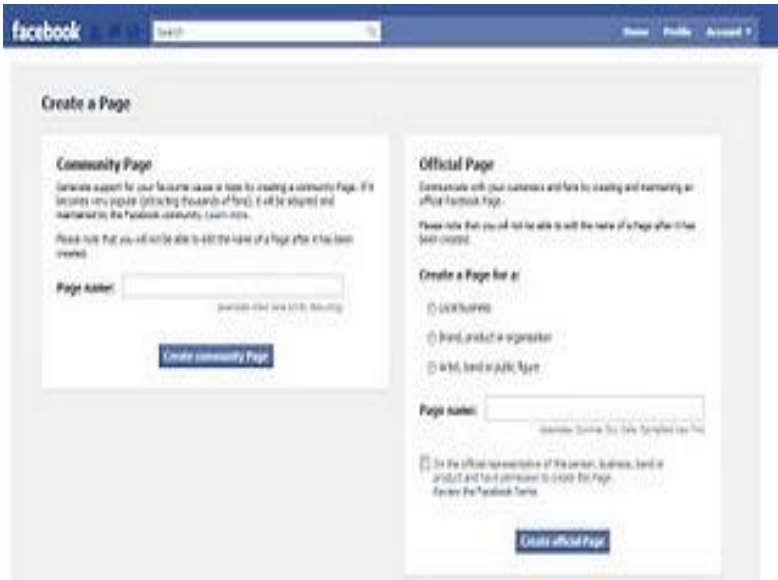 facebook
Search
Home Profile Account
Create a Page
Community Page
Generate support for your favourite cause or topic by creating a community Page. If it
becomes very popular (attracting thousands of fans), it will be adopted and
maintained by the Facebook community. Learn more.
Please note that you will not be able to edit the name of a Page after it has been
created.
Page name:
Create community Page
Official Page
Communicate with your customers and fans by creating and maintaining an
official Facebook Page.
Please note that you will not be able to edit the name of a Page after it has
been created.
Create a Page for a:
Local business
Brand, product or organisation
Artist, band or public figure
Page name:
the official representative of this person, business, band or
product and have permission to create this Page.
Review the Facebook Terms
Create official Page